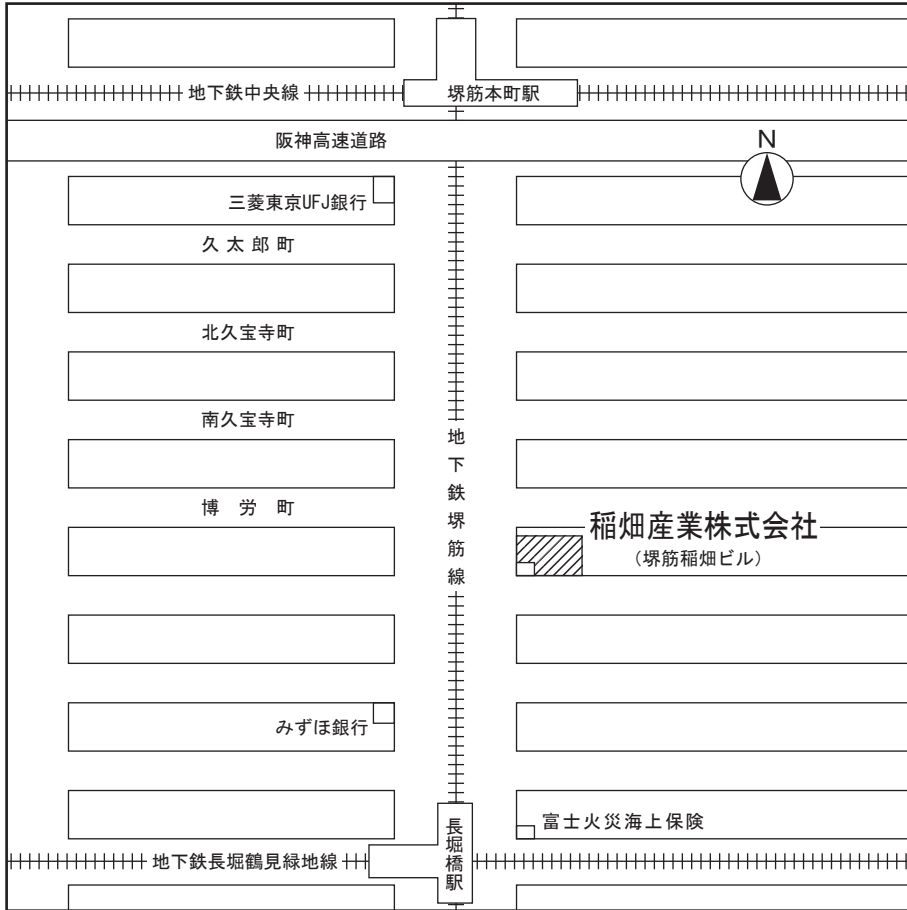 地下鉄中央線
堺筋本町駅
阪神高速道路
N
三菱東京UFJ銀行
久太郎町
北久宝寺町
南久宝寺町
地下鉄堺筋線
博労町
稲畑産業株式会社
(堺筋稲畑ビル)
みずほ銀行
富士火災海上保険
地下鉄長堀鶴見緑地線
長堀橋駅